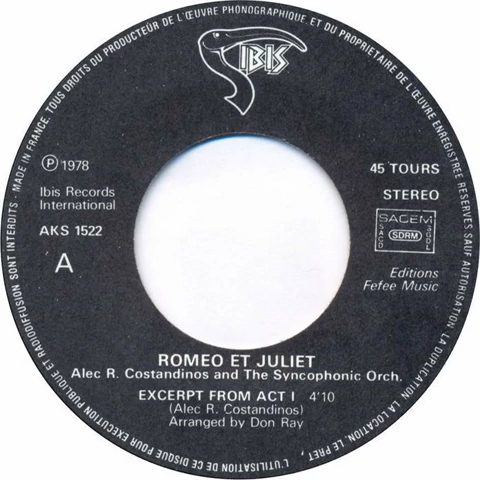 TOUS DROITS DU PRODUCTEUR DE L'ŒUVRE PHONOGRAPHIQUE ET DU PROPRIETAIRE DE L'ŒUVRE ENREGISTREE RESERVES. SAUF AUTORISATION, LA DUPLICATION, LA LOCATION, LE PRET, L'UTILISATION DE CE DISQUE POUR EXECUTION PUBLIQUE ET RADIODIFFUSION SONT INTERDITS - MADE IN FRANCE.
IBIS
℗ 1978
Ibis Records
International
AKS 1522
A
45 TOURS
STEREO
SACEM
SACD
SDRM
SGDL
Editions
Fefee Music
ROMEO ET JULIET
Alec R. Costandinos and The Syncophonic Orch.
EXCERPT FROM ACT I 4'10
(Alec R. Costandinos)
Arranged by Don Ray